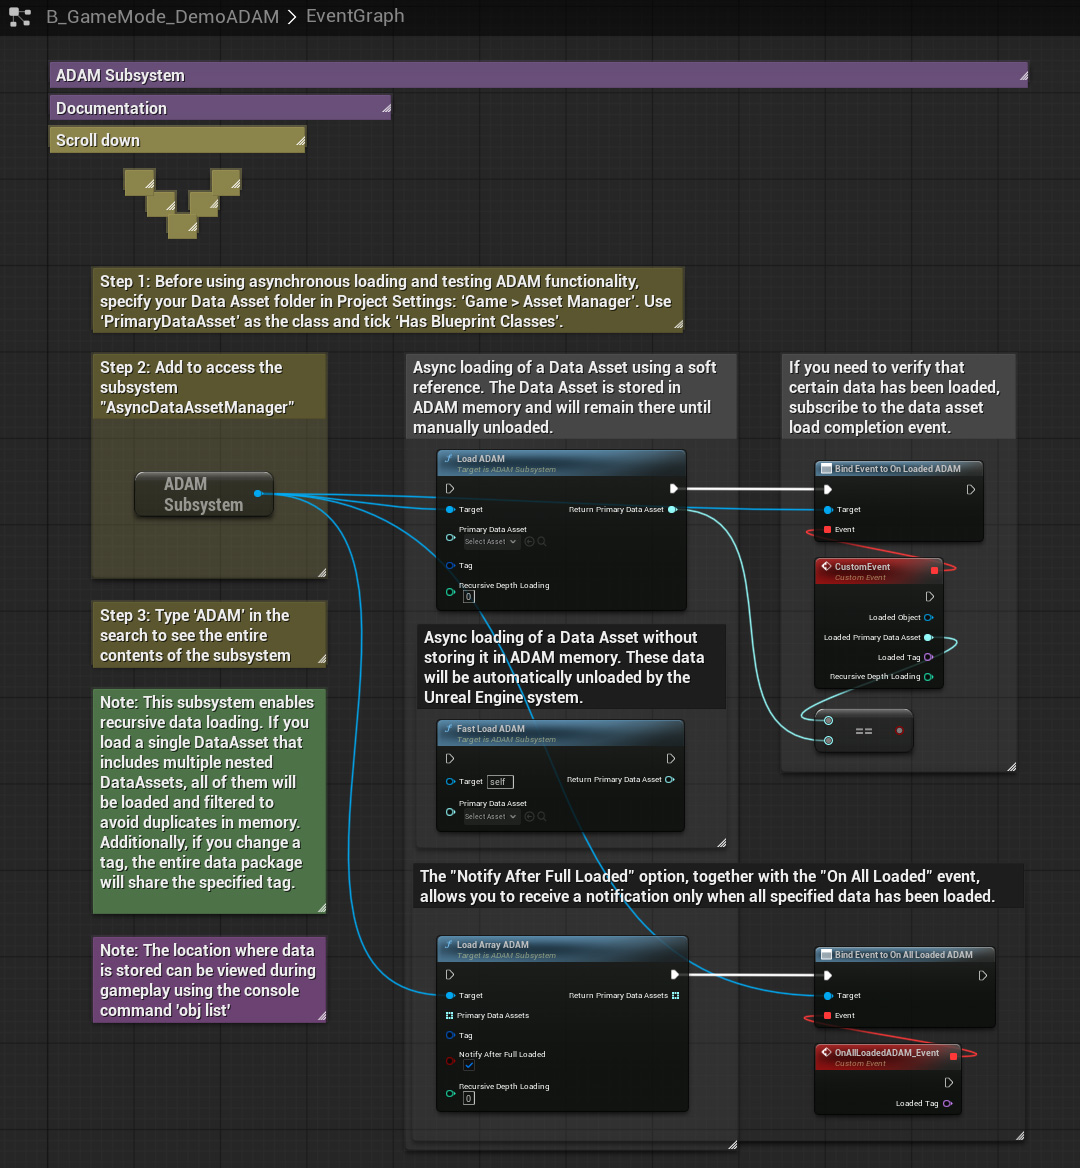 B_GameMode_DemoADAM > EventGraph
ADAM Subsystem
Documentation
Scroll down
Step 1: Before using asynchronous loading and testing ADAM functionality,
specify your Data Asset folder in Project Settings: ‘Game > Asset Manager’. Use
‘PrimaryDataAsset’ as the class and tick ‘Has Blueprint Classes’.
Step 2: Add to access the
subsystem
"AsyncDataAssetManager"
ADAM
Subsystem
Step 3: Type ‘ADAM’ in the
search to see the entire
contents of the subsystem
Note: This subsystem enables
recursive data loading. If you
load a single DataAsset that
includes multiple nested
DataAssets, all of them will
be loaded and filtered to
avoid duplicates in memory.
Additionally, if you change a
tag, the entire data package
will share the specified tag.
Note: The location where data
is stored can be viewed during
gameplay using the console
command 'obj list'
Async loading of a Data Asset using a soft
reference. The Data Asset is stored in
ADAM memory and will remain there until
manually unloaded.
Load ADAM
Target is ADAM Subsystem
Target
Return Primary Data Asset
Primary Data Asset
Select Asset
Tag
Recursive Depth Loading
0
Async loading of a Data Asset without
storing it in ADAM memory. These data
will be automatically unloaded by the
Unreal Engine system.
Fast Load ADAM
Target is ADAM Subsystem
Target self
Return Primary Data Asset
Primary Data Asset
Select Asset
If you need to verify that
certain data has been loaded,
subscribe to the data asset
load completion event.
Bind Event to On Loaded ADAM
Target
Event
CustomEvent
Custom Event
Loaded Object
Loaded Primary Data Asset
Loaded Tag
Recursive Depth Loading
==
The "Notify After Full Loaded" option, together with the "On All Loaded" event,
allows you to receive a notification only when all specified data has been loaded.
Load Array ADAM
Target is ADAM Subsystem
Target
Return Primary Data Assets
Primary Data Assets
Tag
Notify After Full Loaded
Recursive Depth Loading
0
Bind Event to On All Loaded ADAM
Target
Event
OnAllLoadedADAM_Event
Custom Event
Loaded Tag